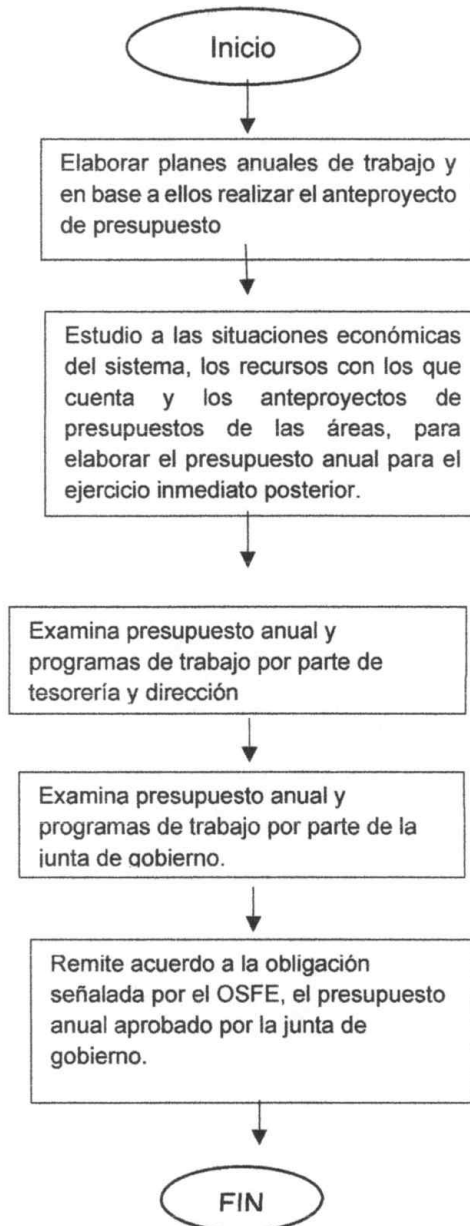 Inicio
Elaborar planes anuales de trabajo y
en base a ellos realizar el anteproyecto
de presupuesto
Estudio a las situaciones económicas
del sistema, los recursos con los que
cuenta y los anteproyectos de
presupuestos de las áreas, para
elaborar el presupuesto anual para el
ejercicio inmediato posterior.
Examina presupuesto anual y
programas de trabajo por parte de
tesorería y dirección
Examina presupuesto anual y
programas de trabajo por parte de la
junta de gobierno.
Remite acuerdo a la obligación
señalada por el OSFE, el presupuesto
anual aprobado por la junta de
gobierno.
FIN